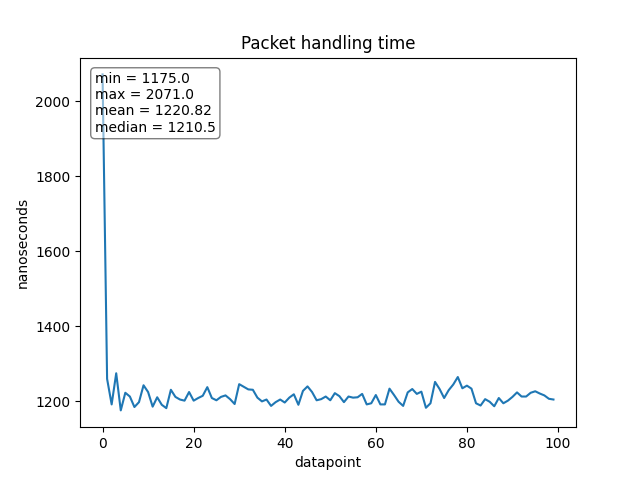 Packet handling time
min = 1175.0
max = 2071.0
mean = 1220.82
median = 1210.5
2000
1800
1600
1400
1200
nanoseconds
0 20 40 60 80 100
datapoint